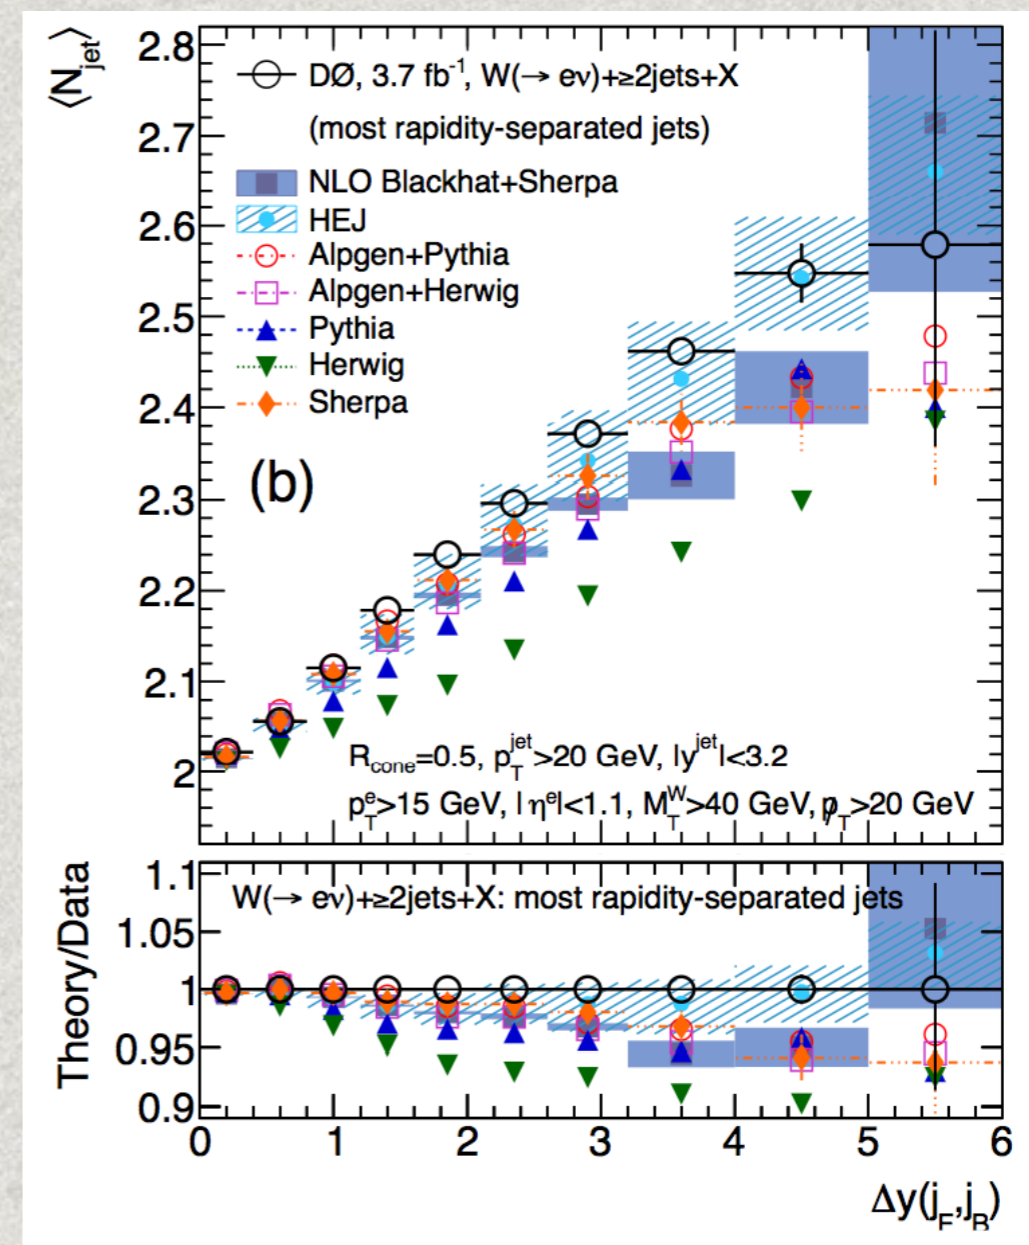 ⟨N_jet⟩
2.8
2.7
2.6
2.5
2.4
2.3
2.2
2.1
2
DØ, 3.7 fb⁻¹, W(→ eν)+≥2jets+X
(most rapidity-separated jets)
NLO Blackhat+Sherpa
HEJ
Alpgen+Pythia
Alpgen+Herwig
Pythia
Herwig
Sherpa
(b)
R_cone=0.5, p_T^jet>20 GeV, |y^jet|<3.2
p_T^e>15 GeV, |η^e|<1.1, M_T^W>40 GeV, p̸_T>20 GeV
Theory/Data
1.1
1.05
1
0.95
0.9
W(→ eν)+≥2jets+X: most rapidity-separated jets
0 1 2 3 4 5 6
Δy(j_F,j_B)